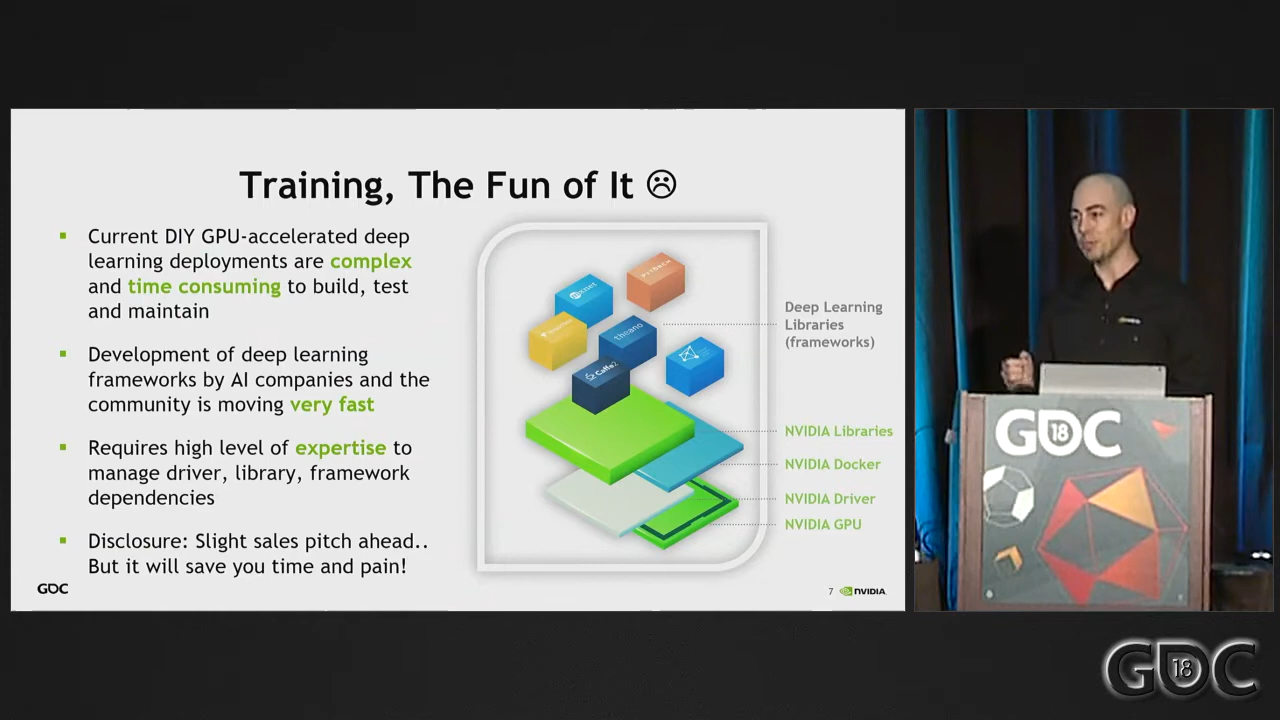 Training, The Fun of It ☹
▪ Current DIY GPU-accelerated deep
learning deployments are complex
and time consuming to build, test
and maintain
▪ Development of deep learning
frameworks by AI companies and the
community is moving very fast
▪ Requires high level of expertise to
manage driver, library, framework
dependencies
▪ Disclosure: Slight sales pitch ahead..
But it will save you time and pain!
PYTORCH
mxnet
theano
Caffe2
Deep Learning
Libraries
(frameworks)
NVIDIA Libraries
NVIDIA Docker
NVIDIA Driver
NVIDIA GPU
GDC
7
NVIDIA
GDC
18
GDC
18